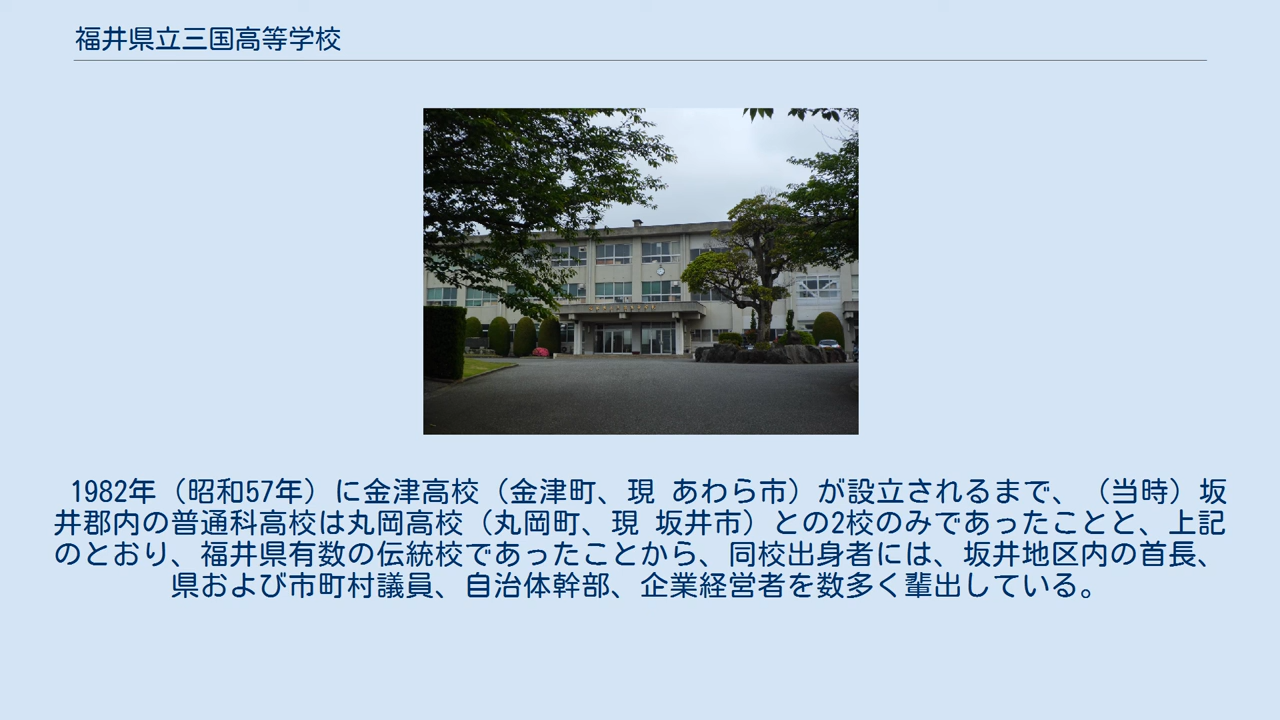 福井県立三国高等学校
1982年（昭和57年）に金津高校（金津町、現 あわら市）が設立されるまで、（当時）坂
井郡内の普通科高校は丸岡高校（丸岡町、現 坂井市）との2校のみであったことと、上記
のとおり、福井県有数の伝統校であったことから、同校出身者には、坂井地区内の首長、
県および市町村議員、自治体幹部、企業経営者を数多く輩出している。